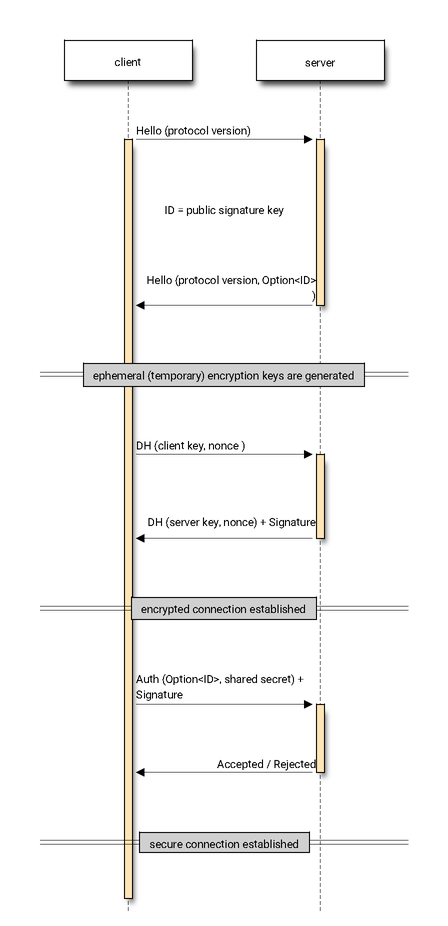 client
server
Hello (protocol version)
ID = public signature key
Hello (protocol version, Option<ID>
)
ephemeral (temporary) encryption keys are generated
DH (client key, nonce )
DH (server key, nonce) + Signature
encrypted connection established
Auth (Option<ID>, shared secret) +
Signature
Accepted / Rejected
secure connection established